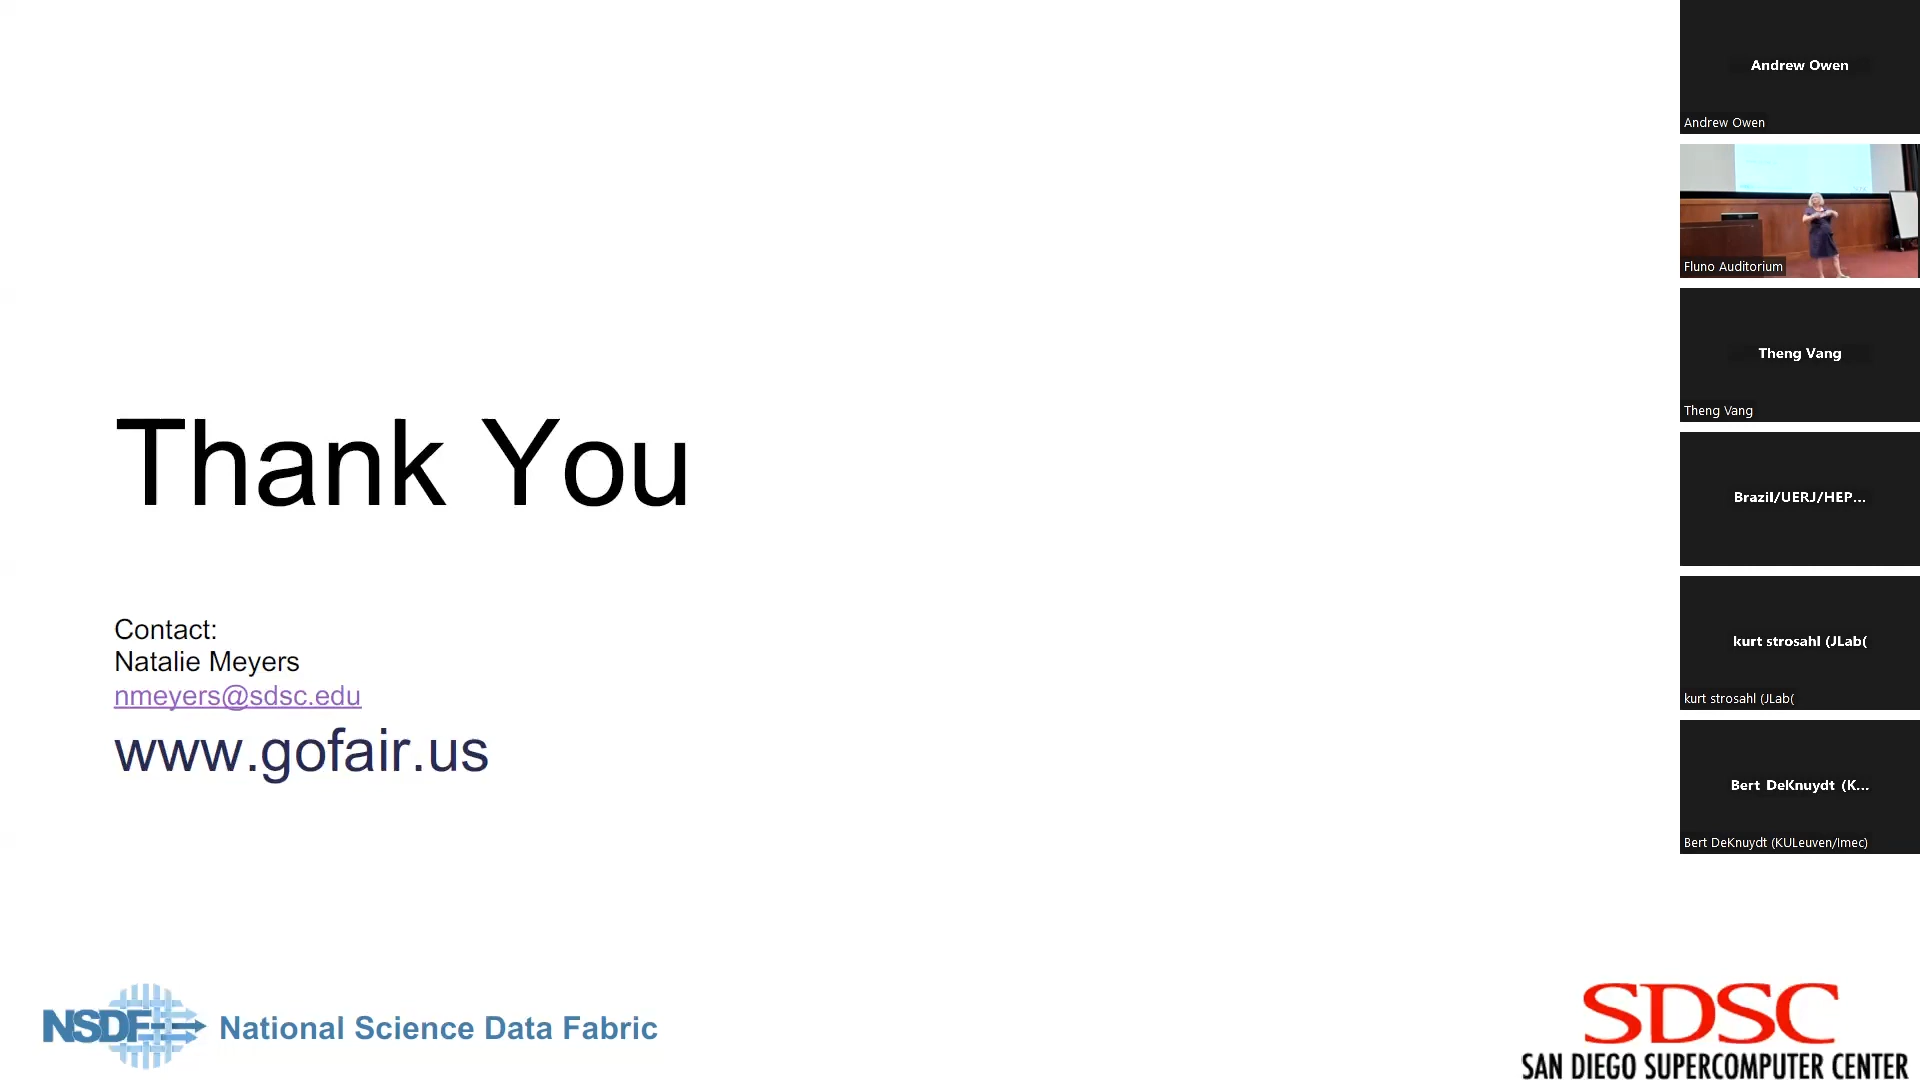 Thank You
Contact:
Natalie Meyers
nmeyers@sdsc.edu
www.gofair.us
NSDF National Science Data Fabric
SDSC
SAN DIEGO SUPERCOMPUTER CENTER
Andrew Owen
Andrew Owen
Fluno Auditorium
Theng Vang
Theng Vang
Brazil/UERJ/HEP...
kurt strosahl (JLab(
kurt strosahl (JLab(
Bert DeKnuydt (K...
Bert DeKnuydt (KULeuven/Imec)